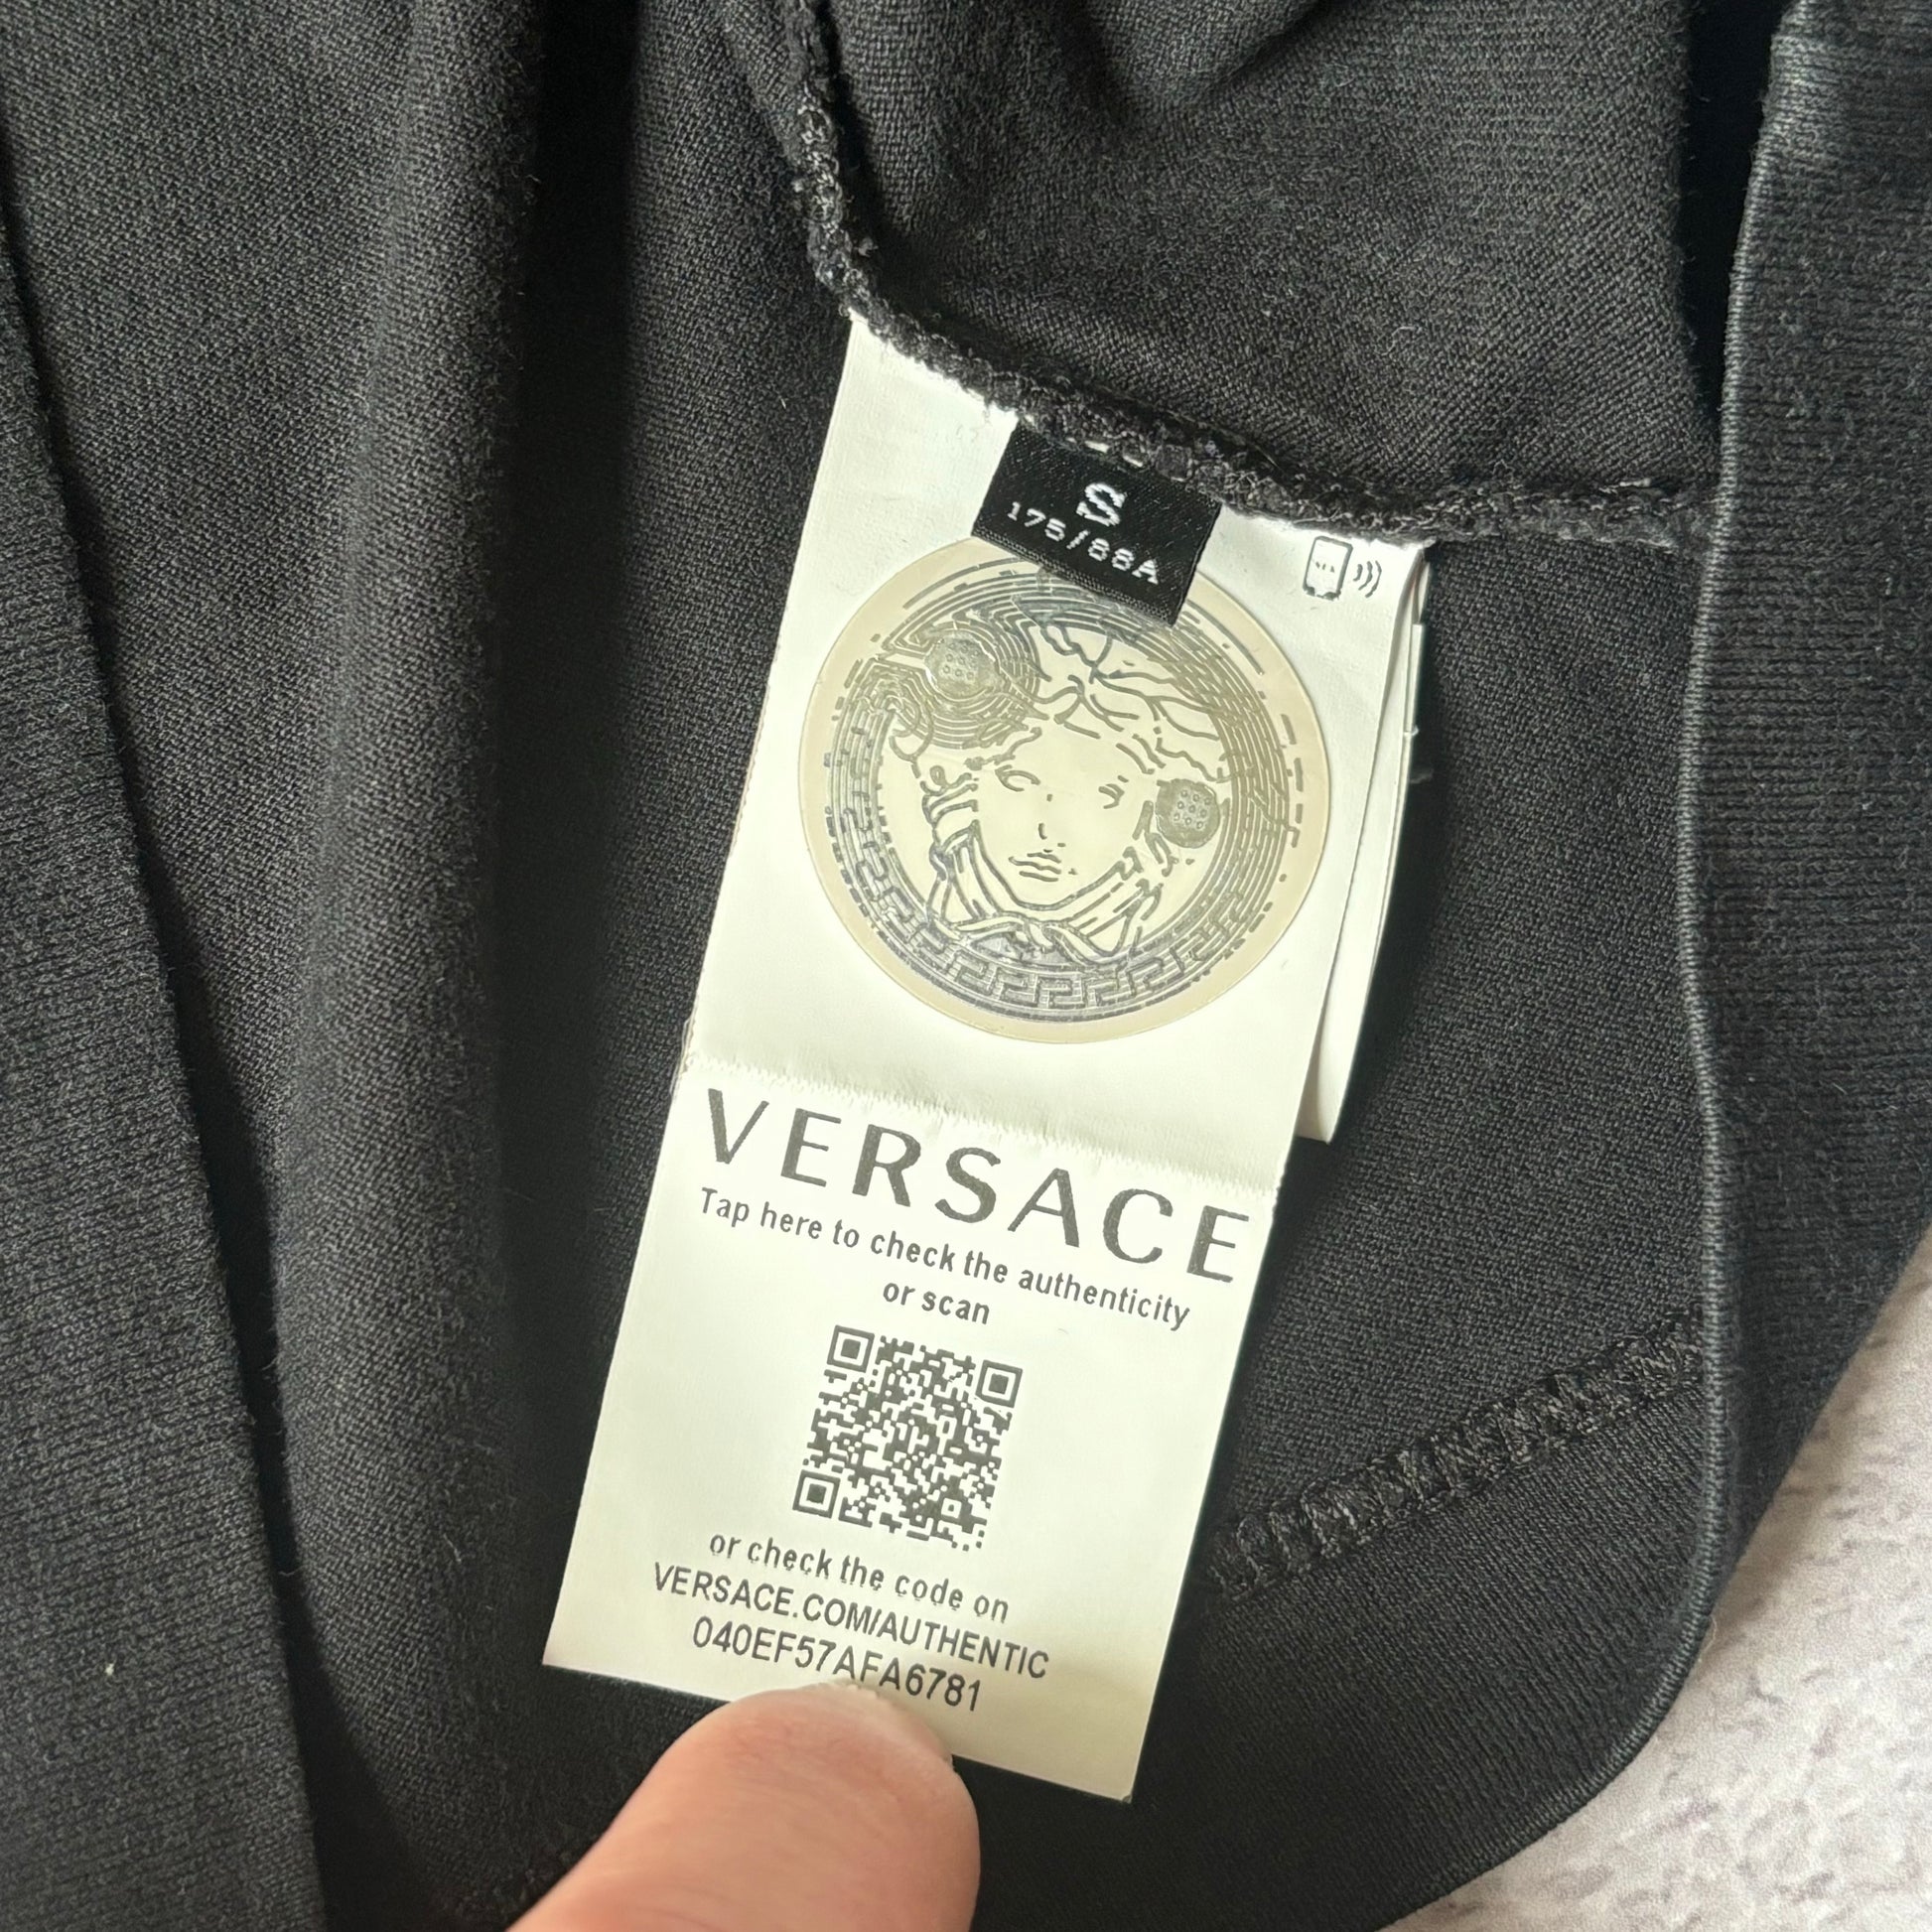 S
175/88A
VERSACE
Tap here to check the authenticity
or scan
or check the code on
VERSACE.COM/AUTHENTIC
040EF57AFA6781